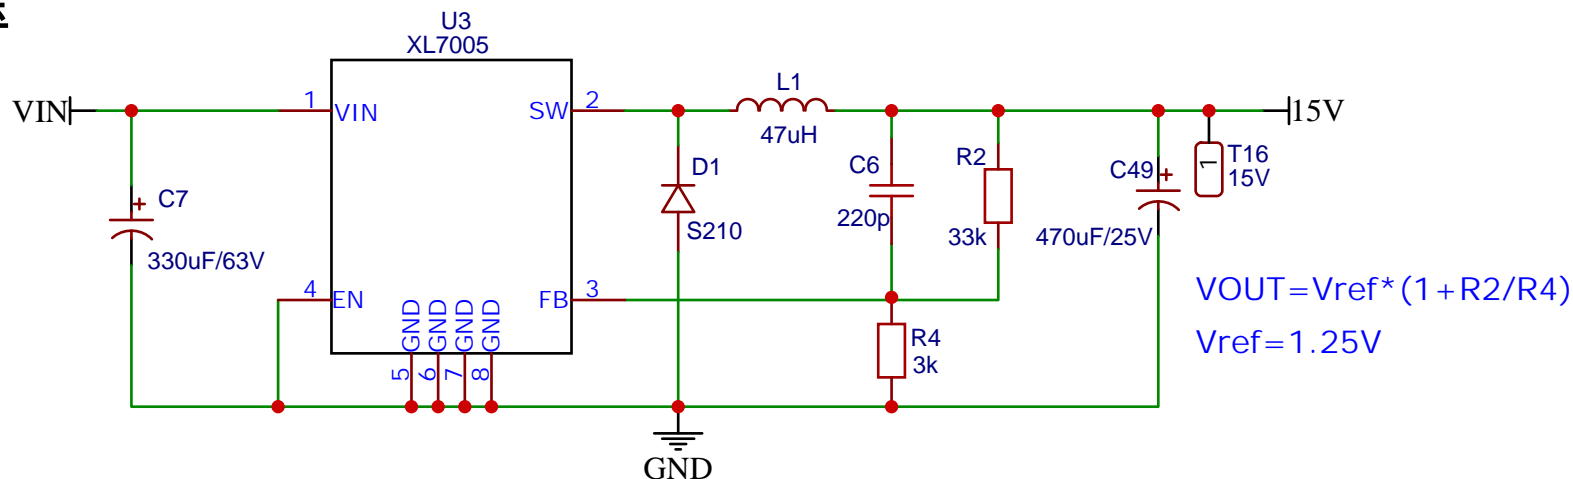 U3
XL7005
VIN
1
VIN
SW
2
L1
47uH
15V
C7
+
330uF/63V
D1
S210
C6
220p
R2
33k
C49
+
470uF/25V
1
T16
15V
4
EN
FB
3
GND
GND
GND
GND
5
6
7
8
R4
3k
GND
VOUT=Vref*(1+R2/R4)
Vref=1.25V